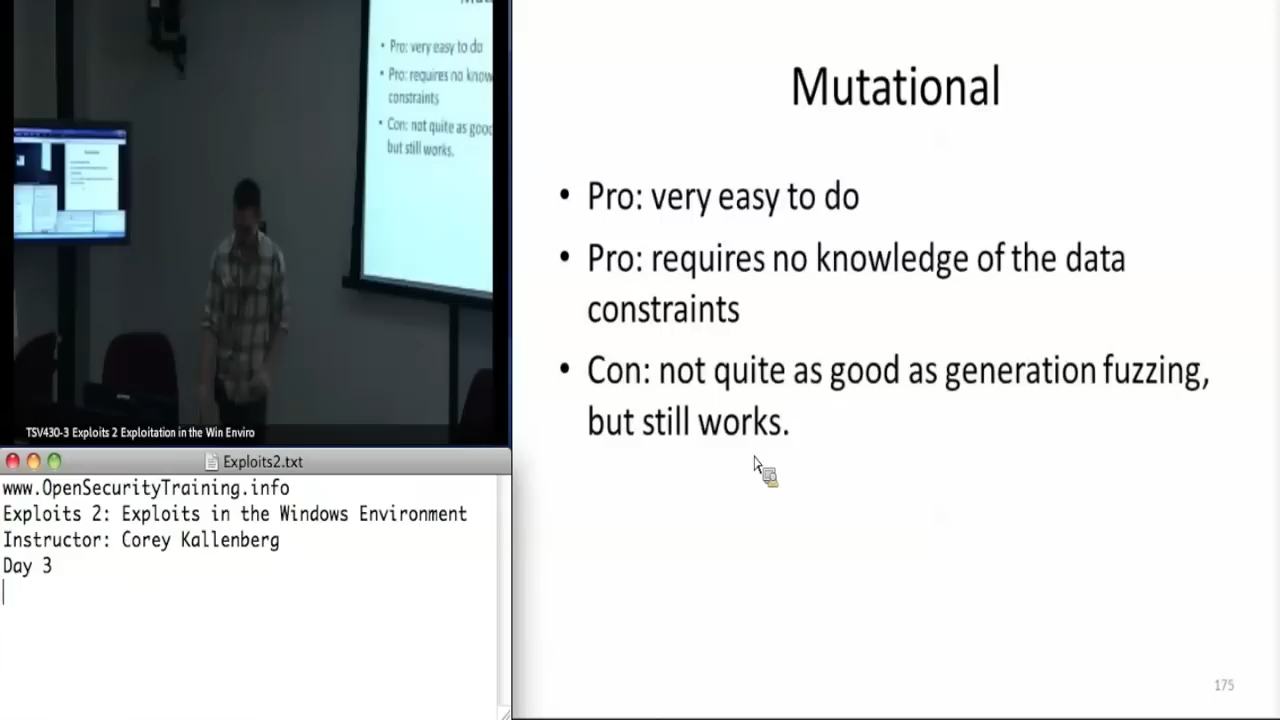 • Pro: very easy to do
• Pro: requires no know
constraints
• Con: not quite as good
but still works.
TSV430-3 Exploits 2 Exploitation in the Win Enviro
Exploits2.txt
www.OpenSecurityTraining.info
Exploits 2: Exploits in the Windows Environment
Instructor: Corey Kallenberg
Day 3
Mutational
• Pro: very easy to do
• Pro: requires no knowledge of the data
constraints
• Con: not quite as good as generation fuzzing,
but still works.
175